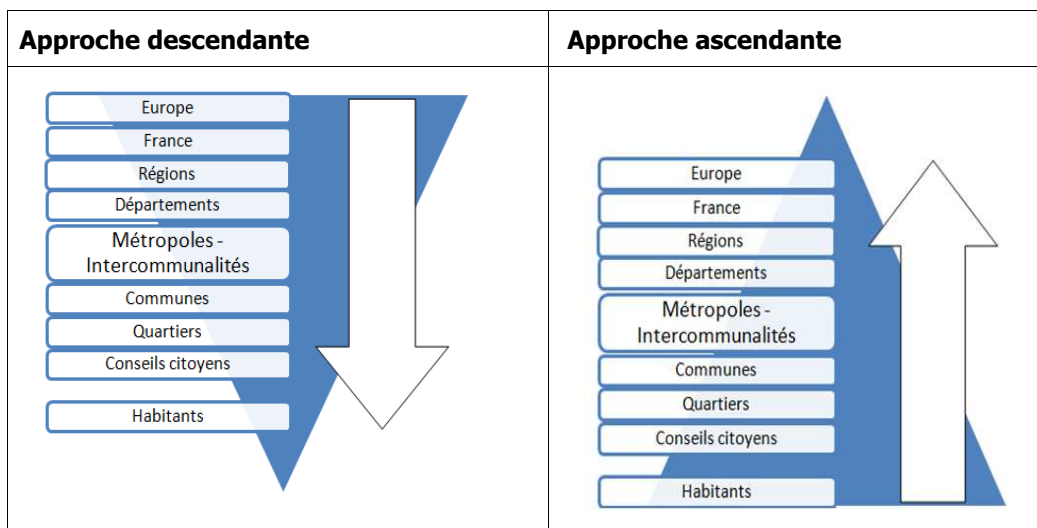 Approche descendante
Europe
France
Régions
Départements
Métropoles -
Intercommunalités
Communes
Quartiers
Conseils citoyens
Habitants
Approche ascendante
Europe
France
Régions
Départements
Métropoles -
Intercommunalités
Communes
Quartiers
Conseils citoyens
Habitants